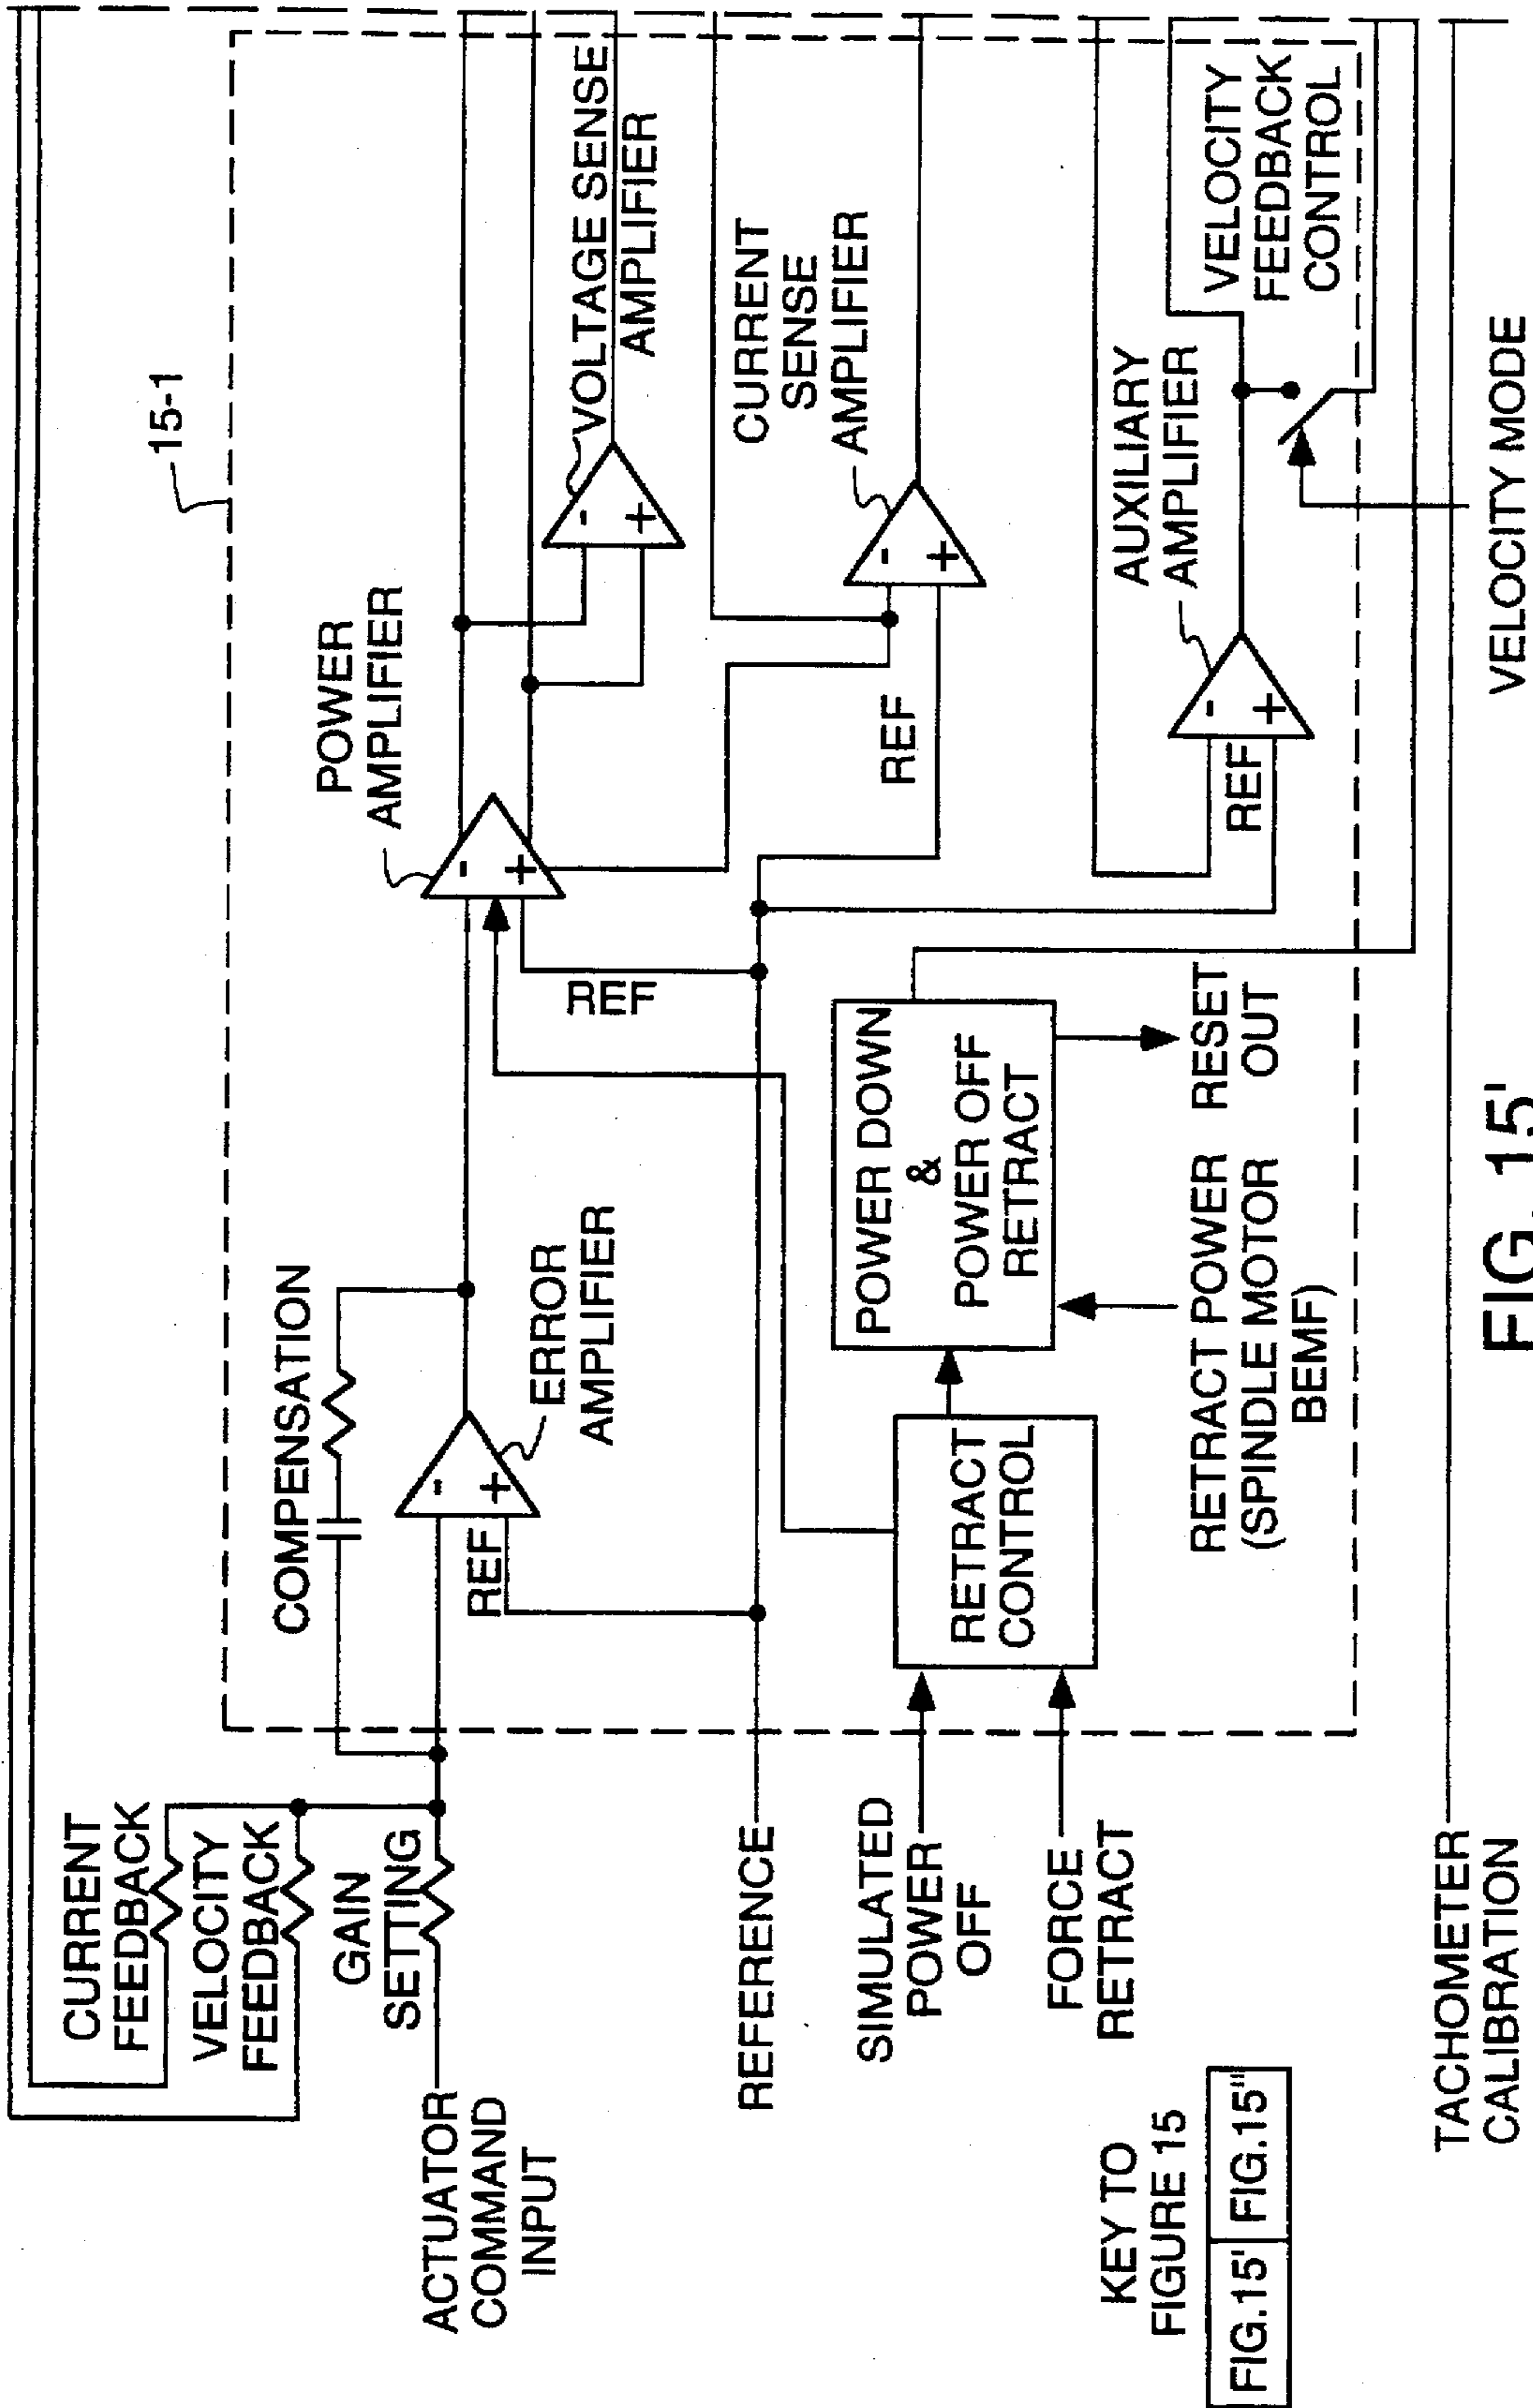 15-1
CURRENT
FEEDBACK
VELOCITY
FEEDBACK
GAIN
SETTING
ACTUATOR
COMMAND
INPUT
COMPENSATION
REF
-
+
ERROR
AMPLIFIER
POWER
AMPLIFIER
-
+
REF
VOLTAGE SENSE
AMPLIFIER
-
+
CURRENT
SENSE
AMPLIFIER
-
+
REF
REFERENCE
SIMULATED
POWER
OFF
FORCE
RETRACT
RETRACT
CONTROL
POWER DOWN
&
POWER OFF
RETRACT
RETRACT POWER
(SPINDLE MOTOR
BEMF)
RESET
OUT
AUXILIARY
AMPLIFIER
-
+
REF
VELOCITY
FEEDBACK
CONTROL
VELOCITY MODE
TACHOMETER
CALIBRATION
KEY TO
FIGURE 15
FIG.15' FIG.15"
FIG. 15'